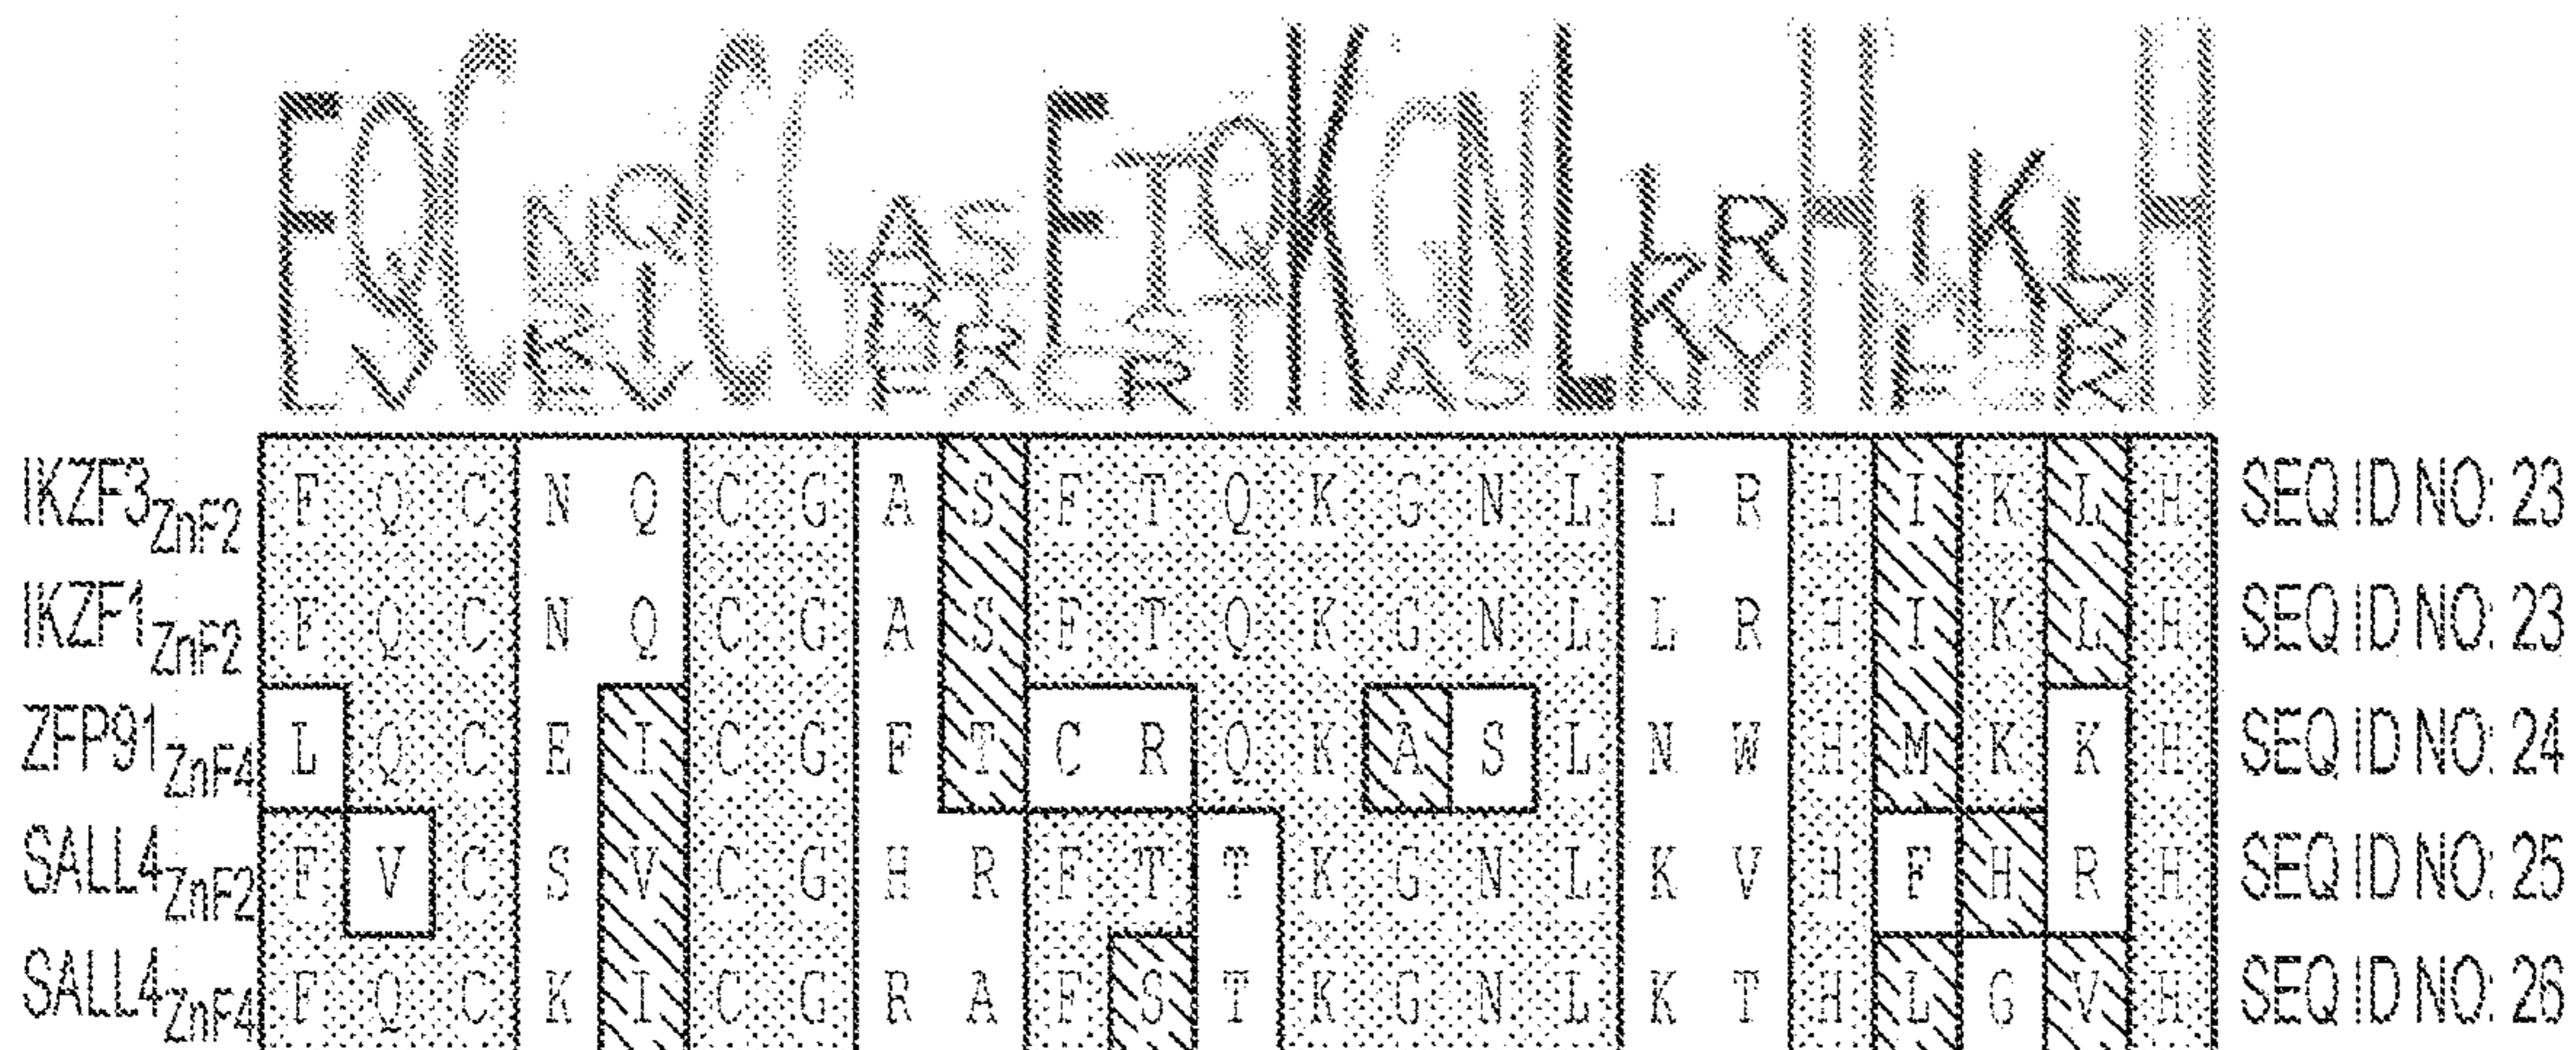 IKZF3ZnF2 F Q C N Q C G A S F T Q K G N L L R H I K L H SEQ ID NO: 23
IKZF1ZnF2 F Q C N Q C G A S F T Q K G N L L R H I K L H SEQ ID NO: 23
ZFP91ZnF4 L Q C E I C G F T C R Q K A S L N W H M K K H SEQ ID NO: 24
SALL4ZnF2 F V C S V C G H R F T T K G N L K V H F H R H SEQ ID NO: 25
SALL4ZnF4 F Q C K I C G R A F S T K G N L K T H L G V H SEQ ID NO: 26